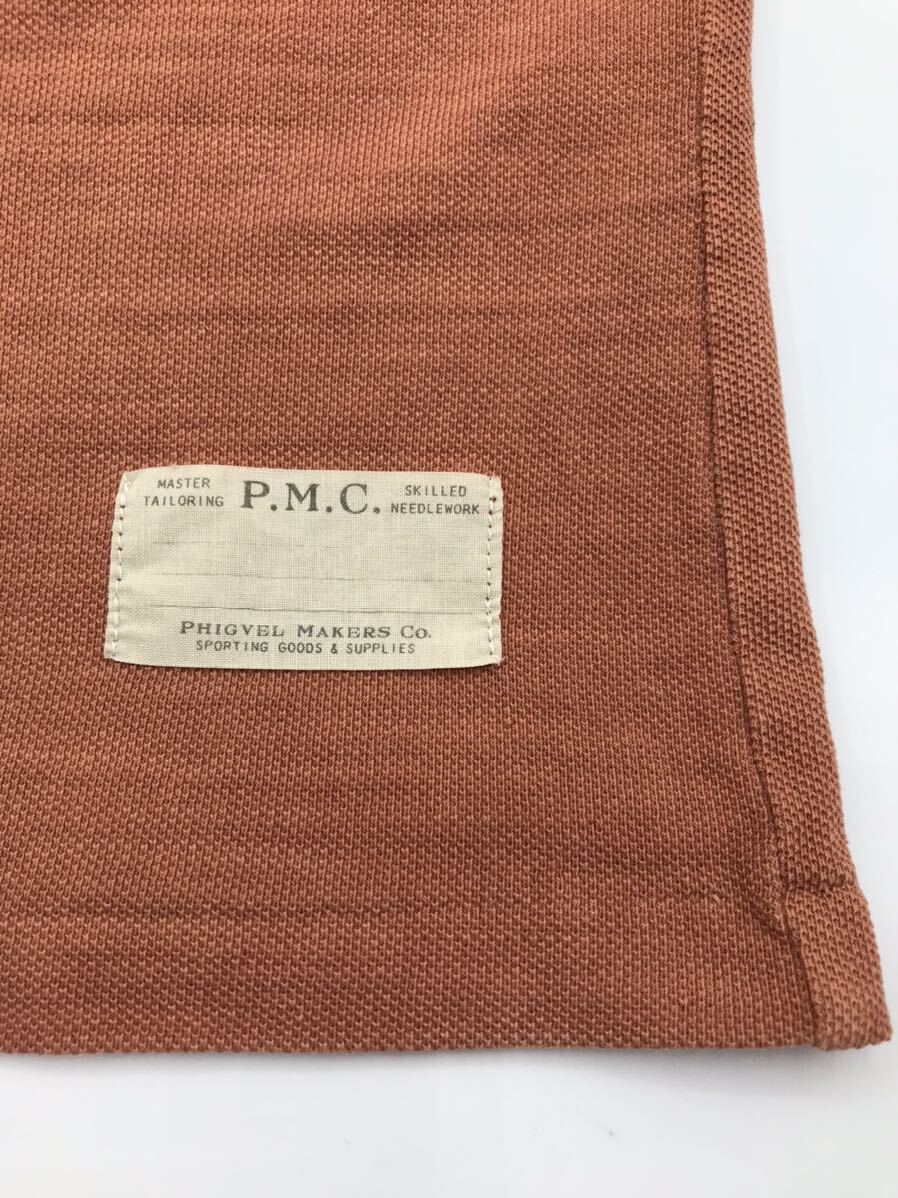 MASTER TAILORING P.M.C. SKILLED NEEDLEWORK
PHIGVEL MAKERS CO.
SPORTING GOODS & SUPPLIES